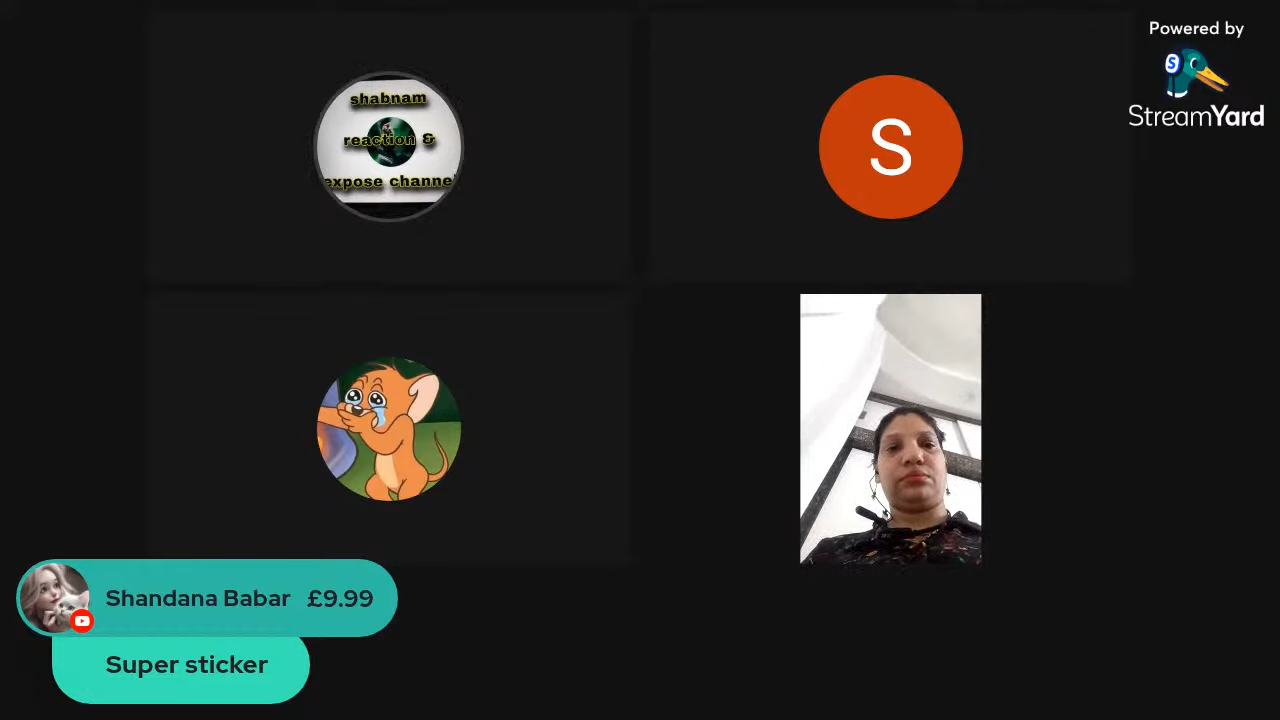 Powered by
StreamYard
shabnam
reaction &
expose channel
S
Shandana Babar £9.99
Super sticker